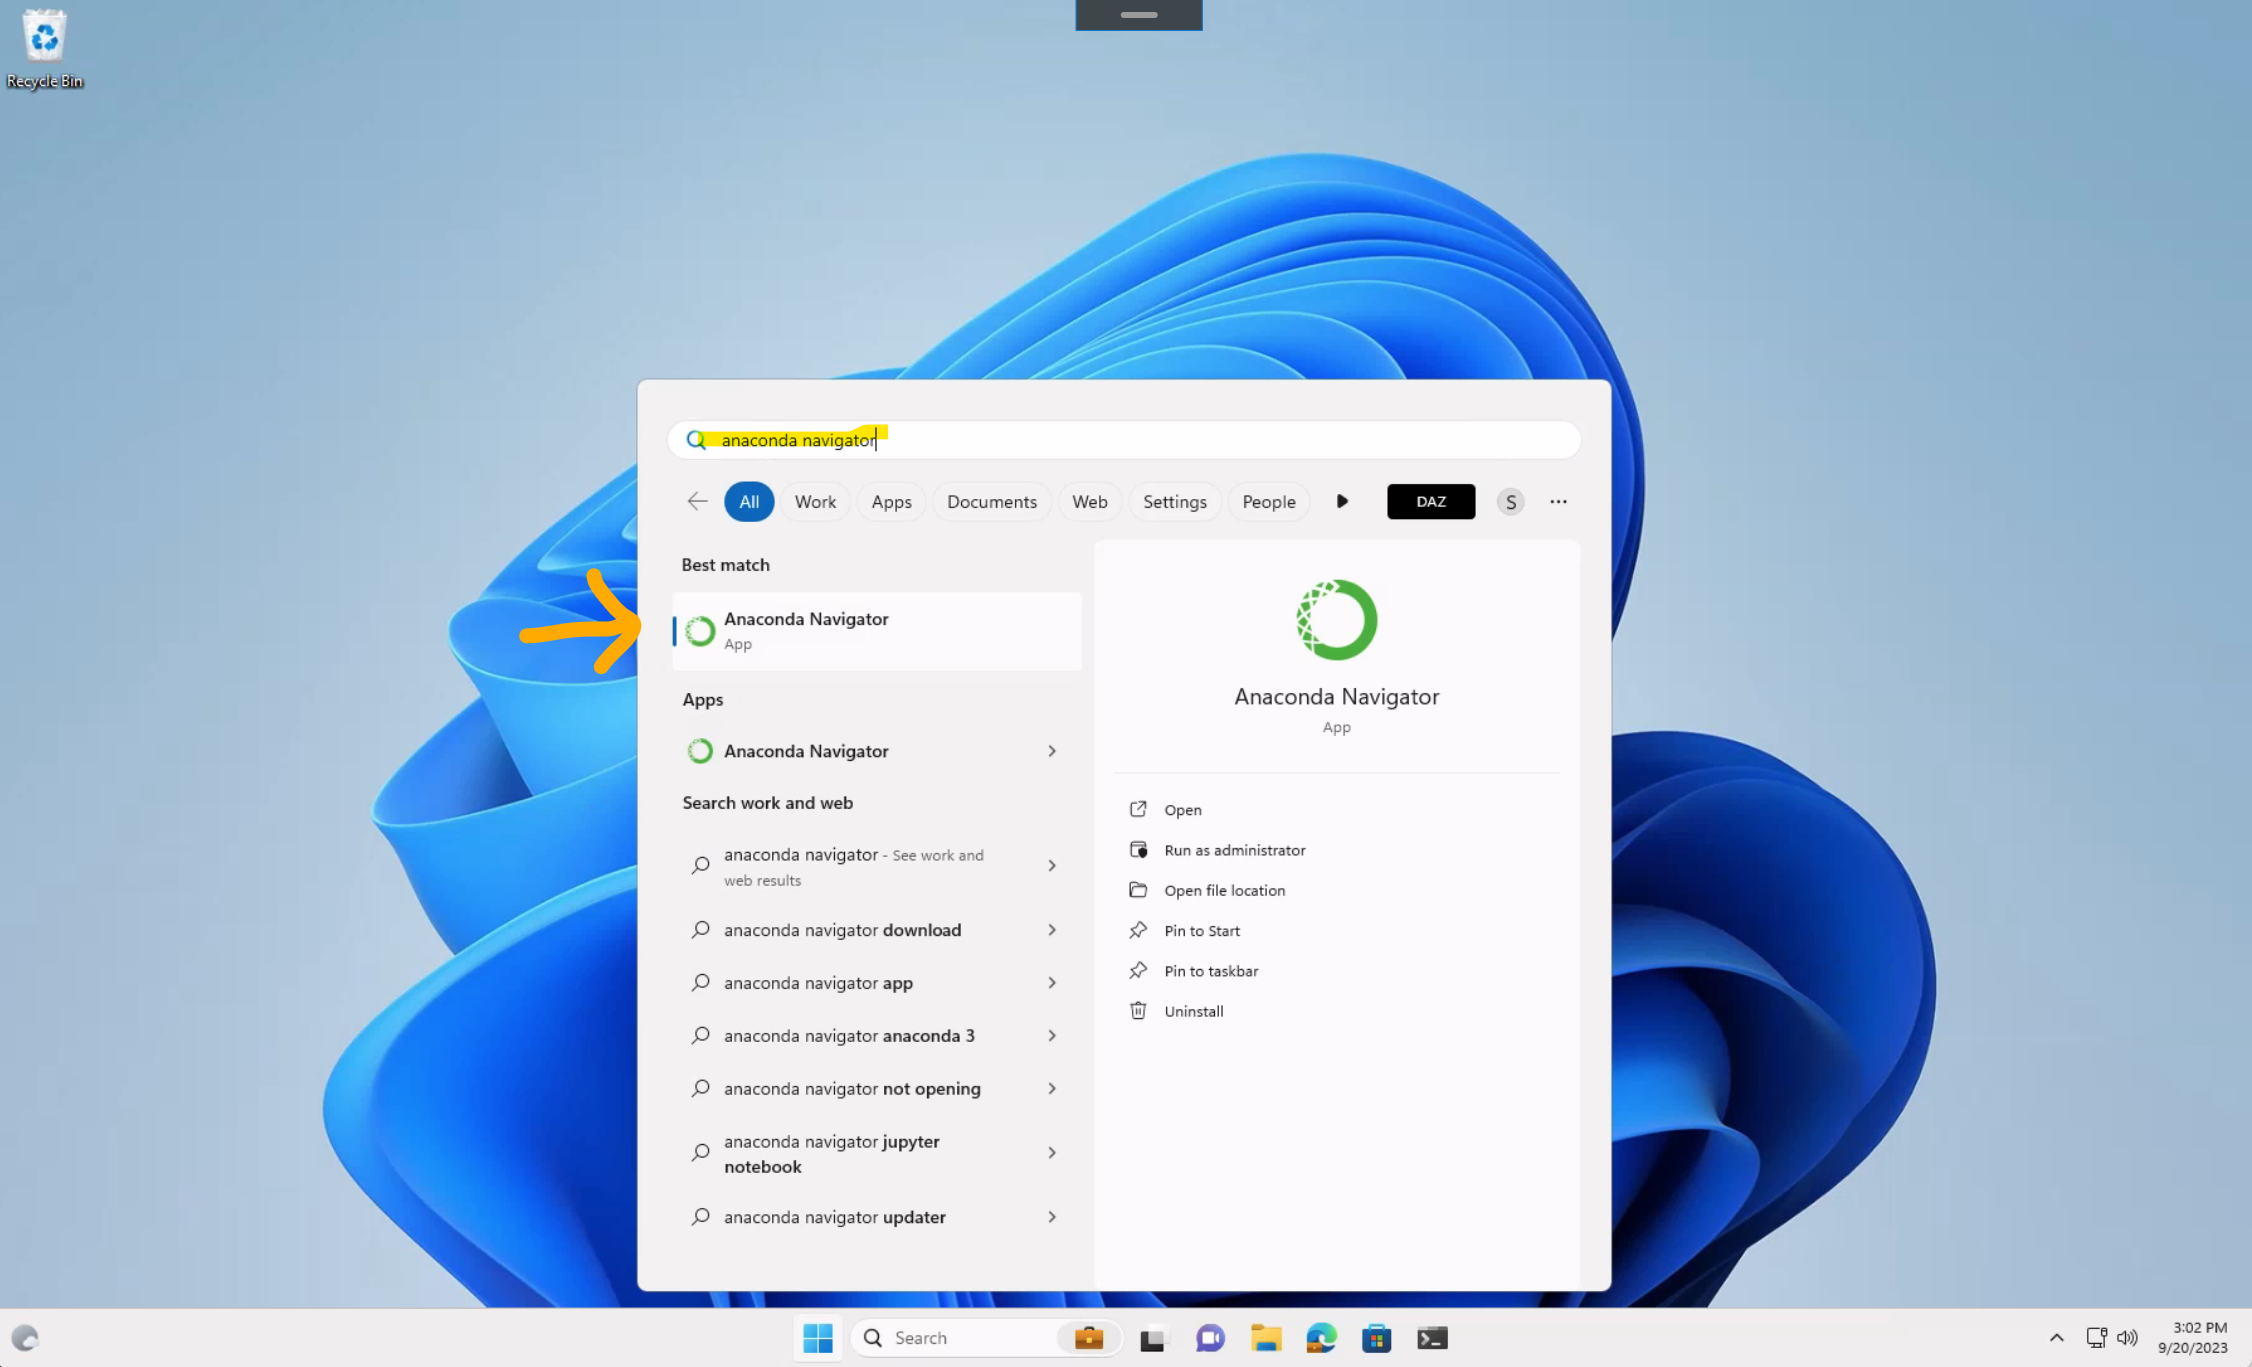 Recycle Bin
anaconda navigator
All Work Apps Documents Web Settings People DAZ S
Best match
Anaconda Navigator
App
Apps
Anaconda Navigator
Search work and web
anaconda navigator - See work and
web results
anaconda navigator download
anaconda navigator app
anaconda navigator anaconda 3
anaconda navigator not opening
anaconda navigator jupyter
notebook
anaconda navigator updater
Anaconda Navigator
App
Open
Run as administrator
Open file location
Pin to Start
Pin to taskbar
Uninstall
Search
3:02 PM
9/20/2023